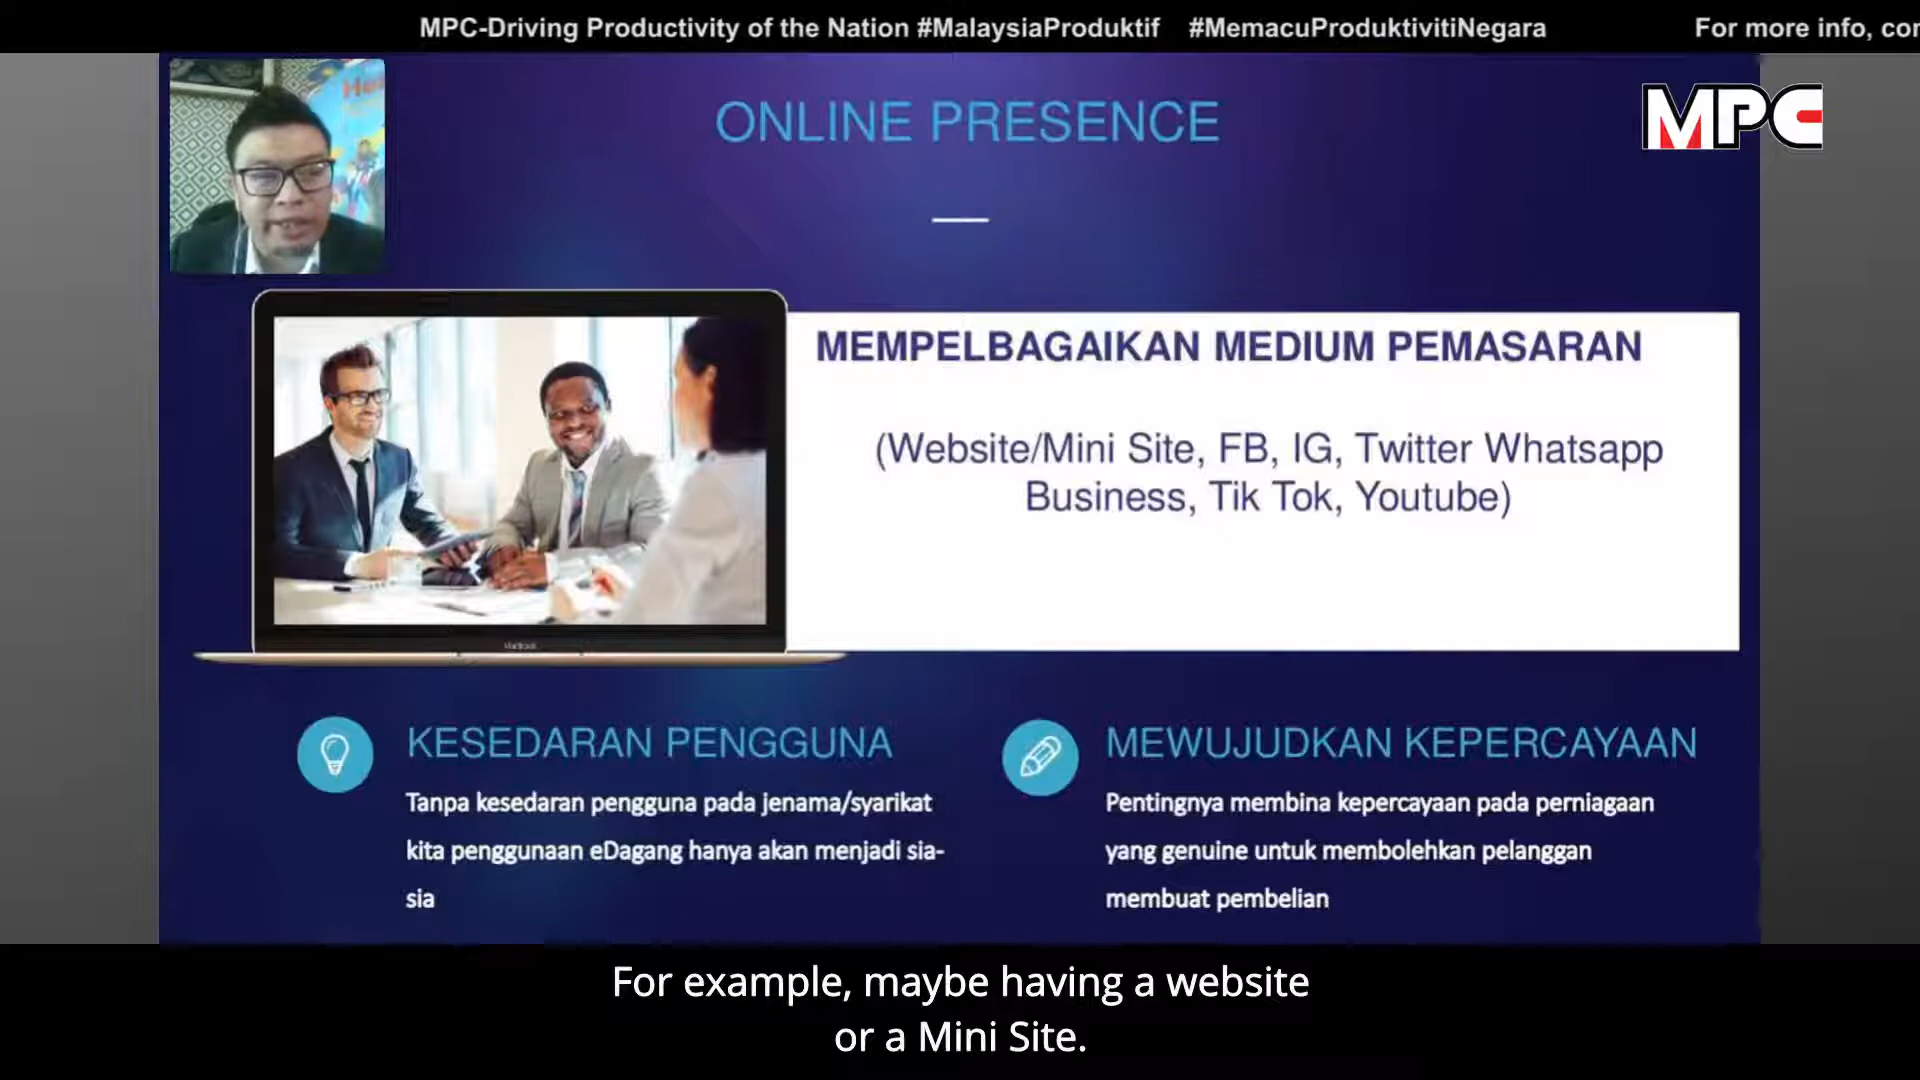 MPC-Driving Productivity of the Nation #MalaysiaProduktif #MemacuProduktivitiNegara For more info, con
ONLINE PRESENCE
MPC
MEMPELBAGAIKAN MEDIUM PEMASARAN
(Website/Mini Site, FB, IG, Twitter Whatsapp
Business, Tik Tok, Youtube)
MacBook
KESEDARAN PENGGUNA
Tanpa kesedaran pengguna pada jenama/syarikat
kita penggunaan eDagang hanya akan menjadi sia-
sia
MEWUJUDKAN KEPERCAYAAN
Pentingnya membina kepercayaan pada perniagaan
yang genuine untuk membolehkan pelanggan
membuat pembelian
For example, maybe having a website
or a Mini Site.